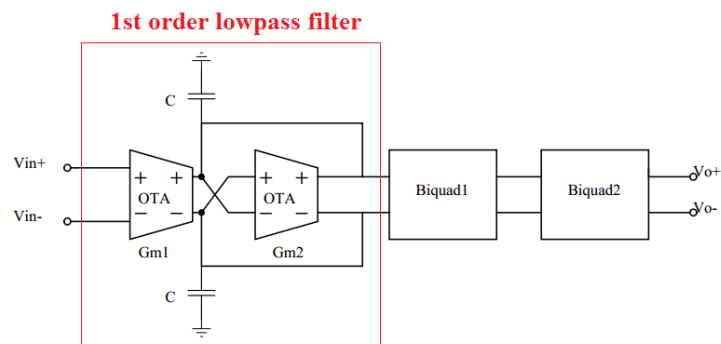 1st order lowpass filter
C
Vin+
+ +
OTA
- -
Vin-
Gm1
+ +
OTA
- -
Gm2
C
Biquad1
Biquad2
Vo+
Vo-